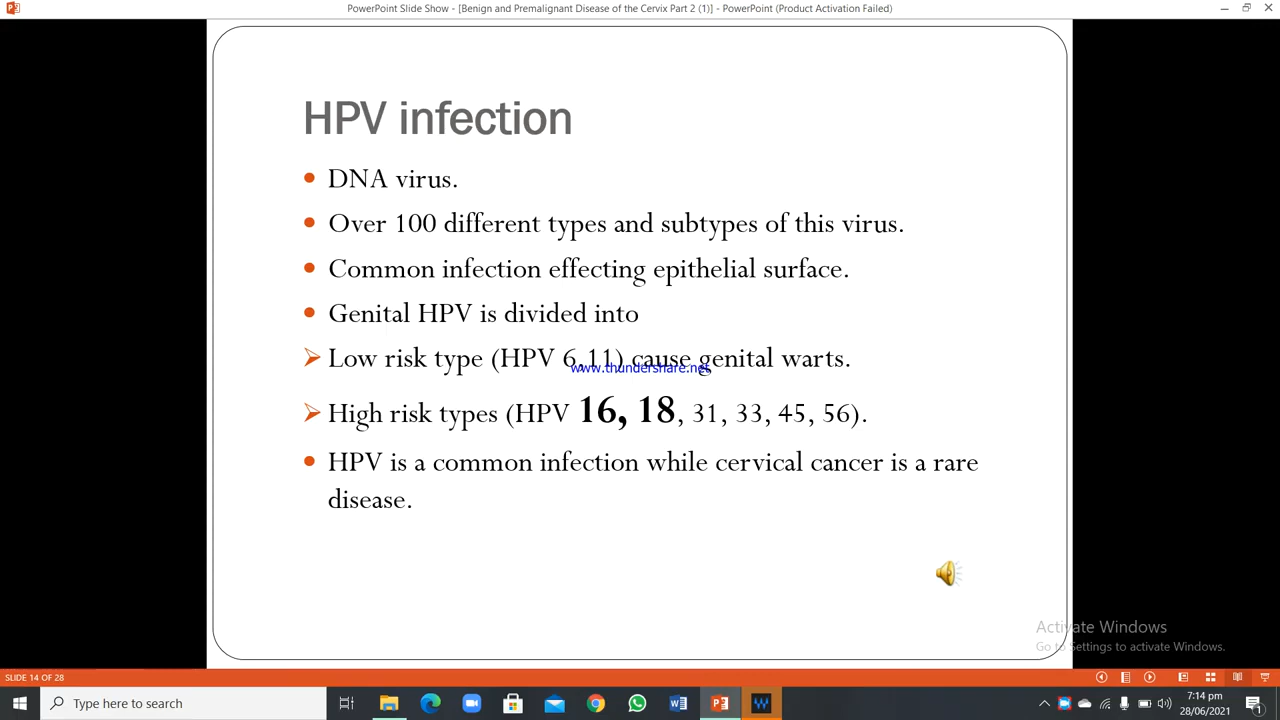 PowerPoint Slide Show - [Benign and Premalignant Disease of the Cervix Part 2 (1)] - PowerPoint (Product Activation Failed)
HPV infection
DNA virus.
Over 100 different types and subtypes of this virus.
Common infection effecting epithelial surface.
Genital HPV is divided into
Low risk type (HPV 6,11) cause genital warts.
www.thundershare.net
High risk types (HPV 16, 18, 31, 33, 45, 56).
HPV is a common infection while cervical cancer is a rare
disease.
Activate Windows
Go to Settings to activate Windows.
SLIDE 14 OF 28
Type here to search
7:14 pm
28/06/2021
1